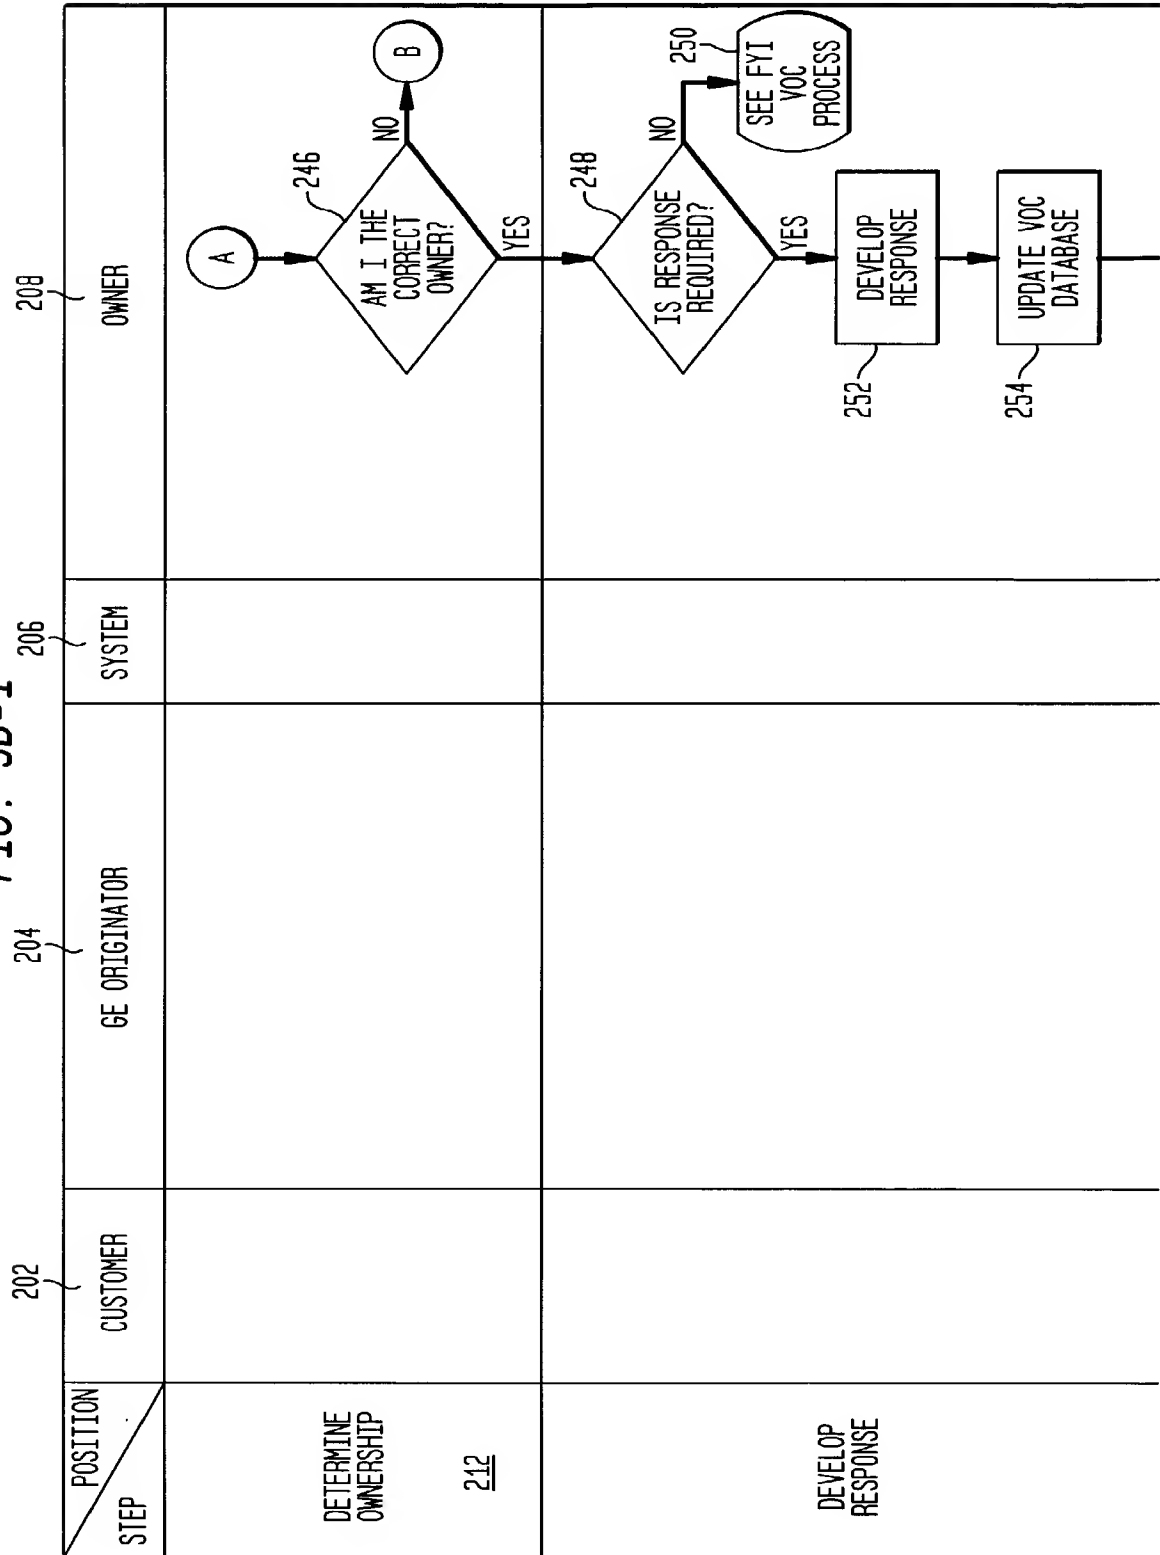 FIG.
202
204
206
208
POSITION
STEP
CUSTOMER
GE ORIGINATOR
SYSTEM
OWNER
DETERMINE
OWNERSHIP
212
A
246
AM I THE
CORRECT
OWNER?
NO
B
YES
DEVELOP
RESPONSE
248
IS RESPONSE
REQUIRED?
NO
250
SEE FYI
VOC
PROCESS
YES
252
DEVELOP
RESPONSE
254
UPDATE VOC
DATABASE